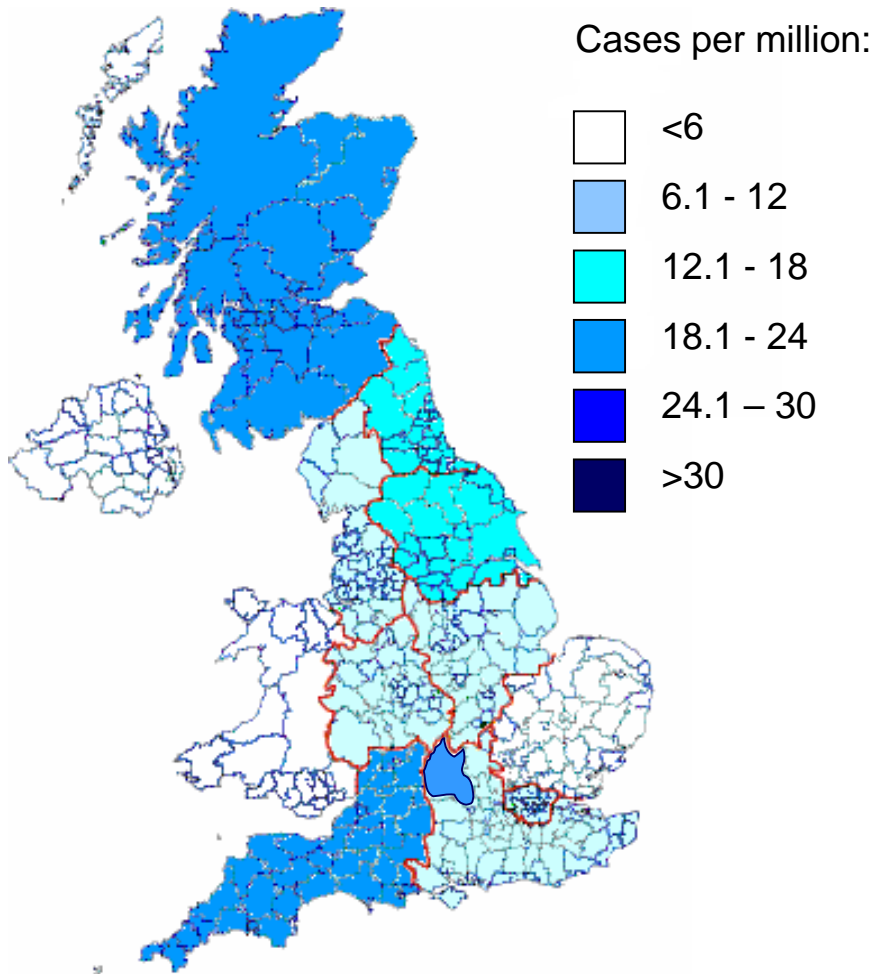 Cases per million:
<6
6.1 - 12
12.1 - 18
18.1 - 24
24.1 – 30
>30